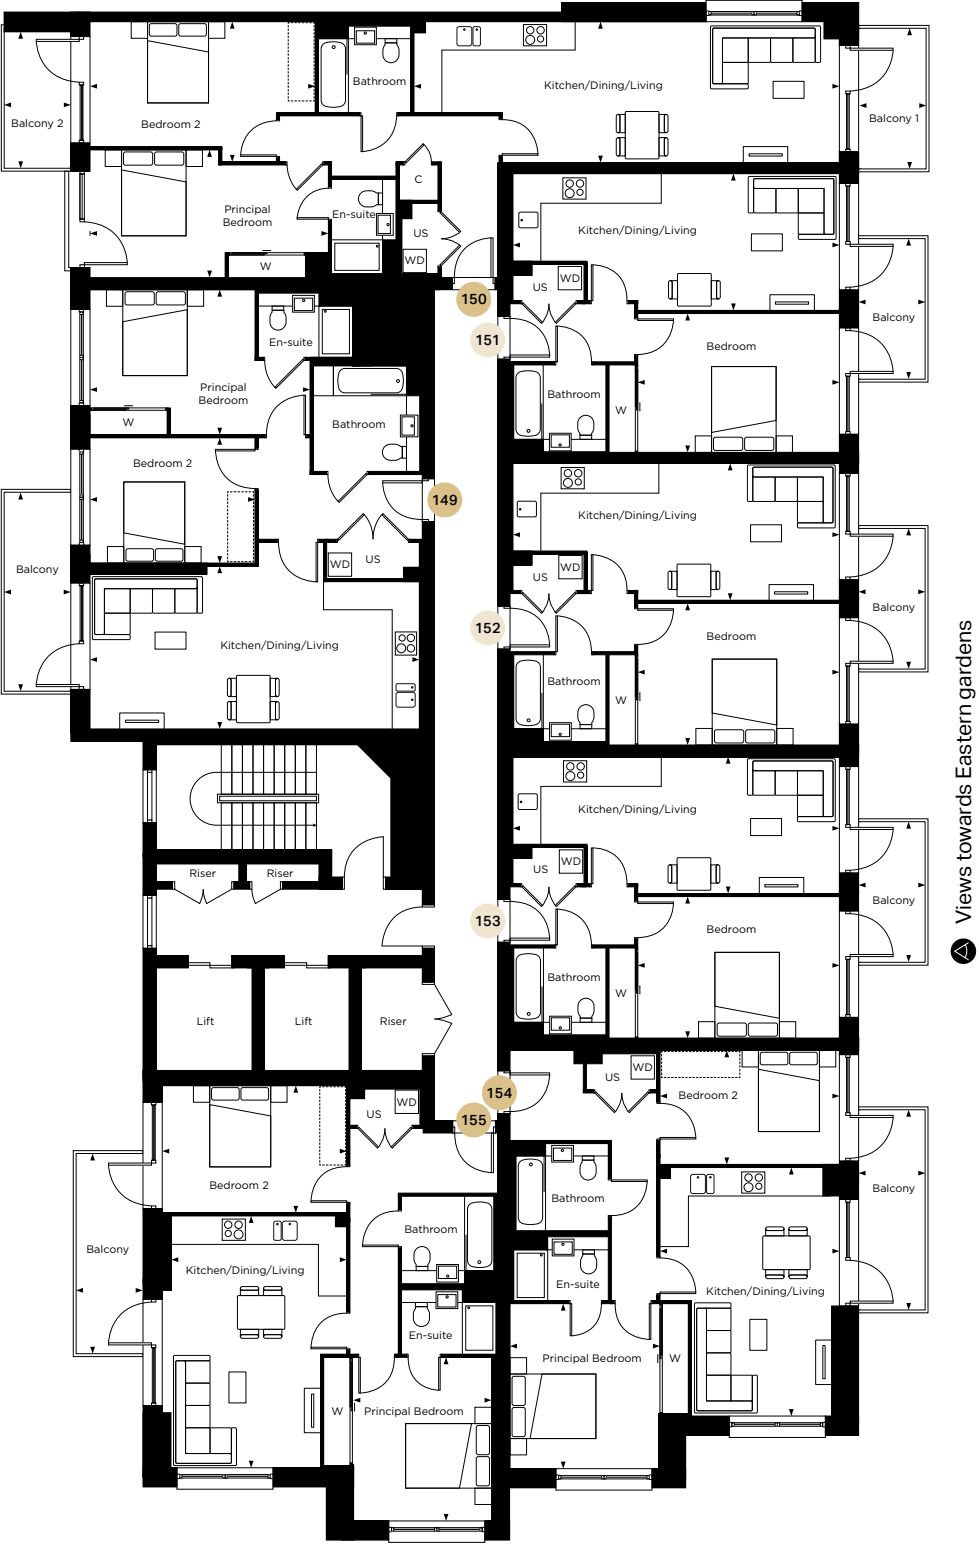 Balcony 2
Bedroom 2
Bathroom
Kitchen/Dining/Living
Balcony 1
C
Principal
Bedroom
En-suite
US
WD
W
150
Kitchen/Dining/Living
US
WD
151
Balcony
Bedroom
Bathroom
W
En-suite
Principal
Bedroom
W
Bathroom
Bedroom 2
149
WD
US
Balcony
Kitchen/Dining/Living
Kitchen/Dining/Living
US
WD
152
Balcony
Bedroom
Bathroom
W
Kitchen/Dining/Living
US
WD
153
Balcony
Bedroom
Bathroom
W
Views towards Eastern gardens
Riser
Riser
Lift
Lift
Riser
154
155
US
WD
Bedroom 2
Balcony
Bathroom
En-suite
Kitchen/Dining/Living
Principal Bedroom
W
US
WD
Bedroom 2
Balcony
Bathroom
Kitchen/Dining/Living
En-suite
W
Principal Bedroom